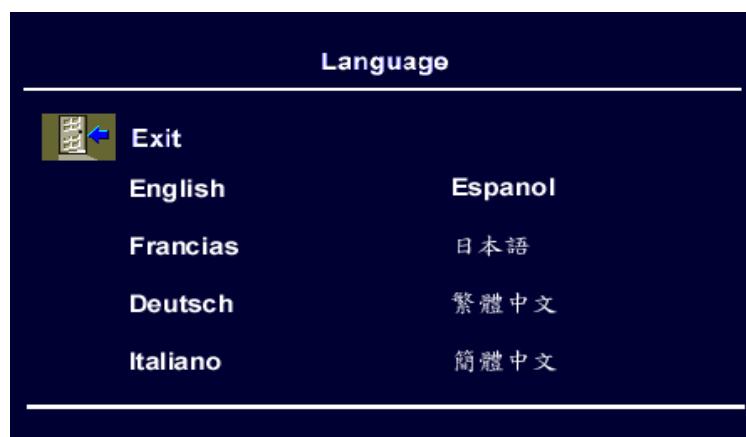 Language
Exit
English Espanol
Francias 日本語
Deutsch 繁體中文
Italiano 簡體中文